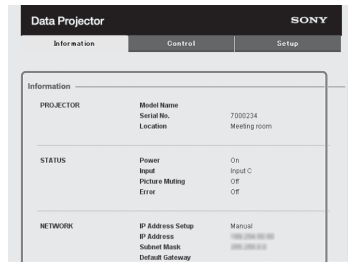 Data Projector
SONY
Information Control Setup
Information
PROJECTOR Model Name
Serial No. 7000234
Location Meeting room
STATUS Power On
Input Input C
Picture Muting Off
Error Off
NETWORK IP Address Setup Manual
IP Address
Subnet Mask
Default Gateway